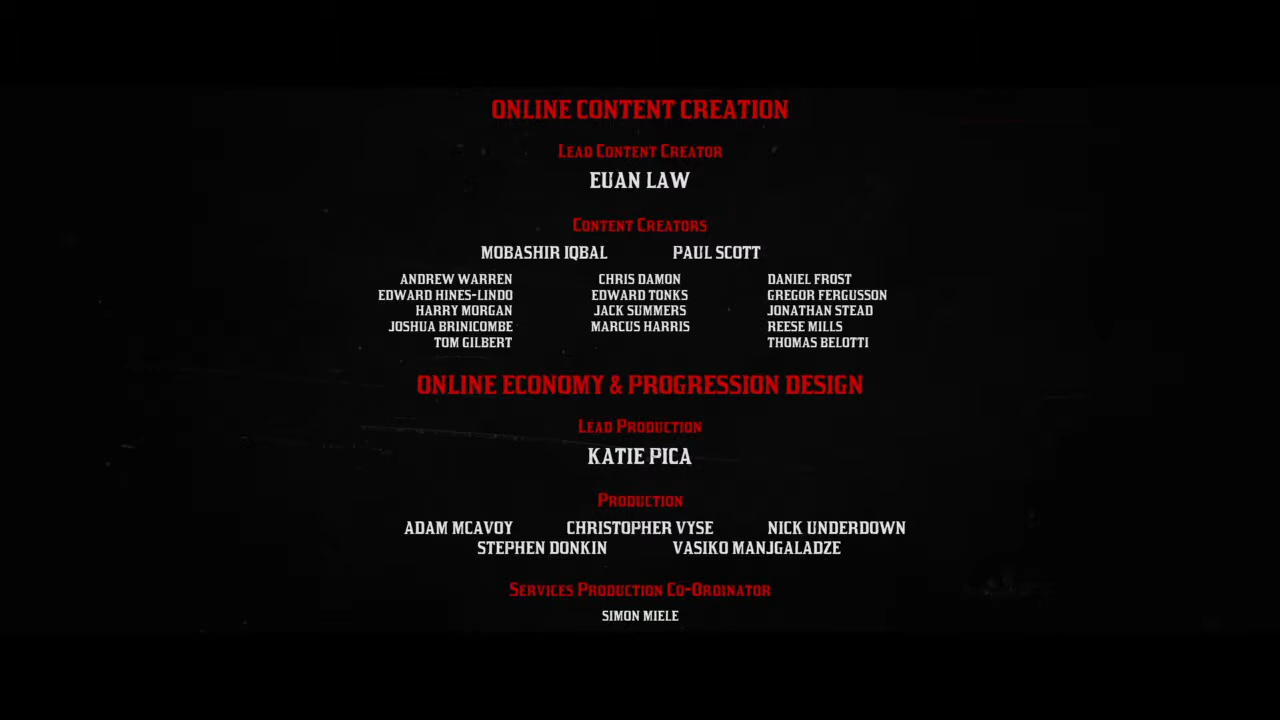 ONLINE CONTENT CREATION
LEAD CONTENT CREATOR
EUAN LAW
CONTENT CREATORS
MOBASHIR IQBAL PAUL SCOTT
ANDREW WARREN CHRIS DAMON DANIEL FROST
EDWARD HINES-LINDO EDWARD TONKS GREGOR FERGUSSON
HARRY MORGAN JACK SUMMERS JONATHAN STEAD
JOSHUA BRINICOMBE MARCUS HARRIS REESE MILLS
TOM GILBERT THOMAS BELOTTI
ONLINE ECONOMY & PROGRESSION DESIGN
LEAD PRODUCTION
KATIE PICA
PRODUCTION
ADAM MCAVOY CHRISTOPHER VYSE NICK UNDERDOWN
STEPHEN DONKIN VASIKO MANJGALADZE
SERVICES PRODUCTION CO-ORDINATOR
SIMON MIELE